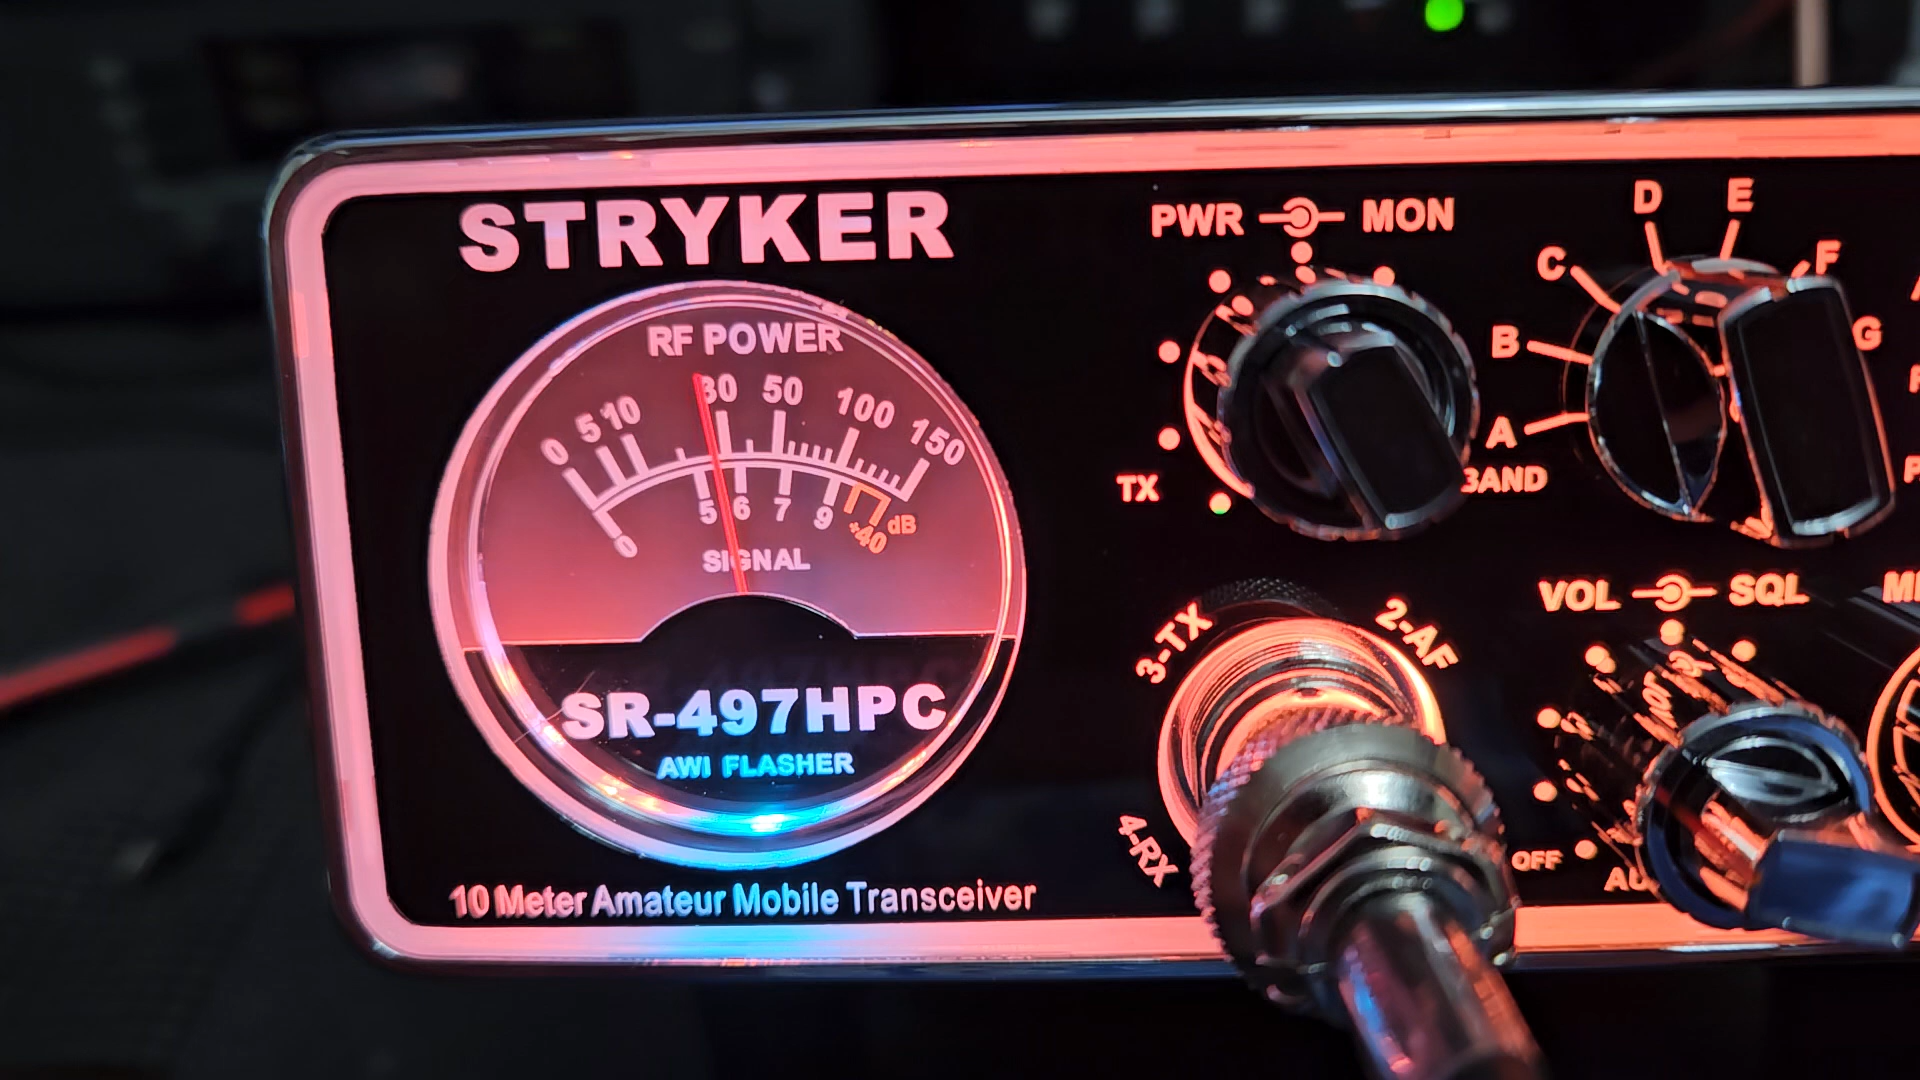 STRYKER
RF POWER
0 5 10 30 50 100 150
0 5 6 7 9 +40 dB
SIGNAL
SR-497HPC
AWI FLASHER
10 Meter Amateur Mobile Transceiver
PWR MON
TX
A B C D E F G
BAND
3-TX 2-AF
4-RX
VOL SQL
OFF